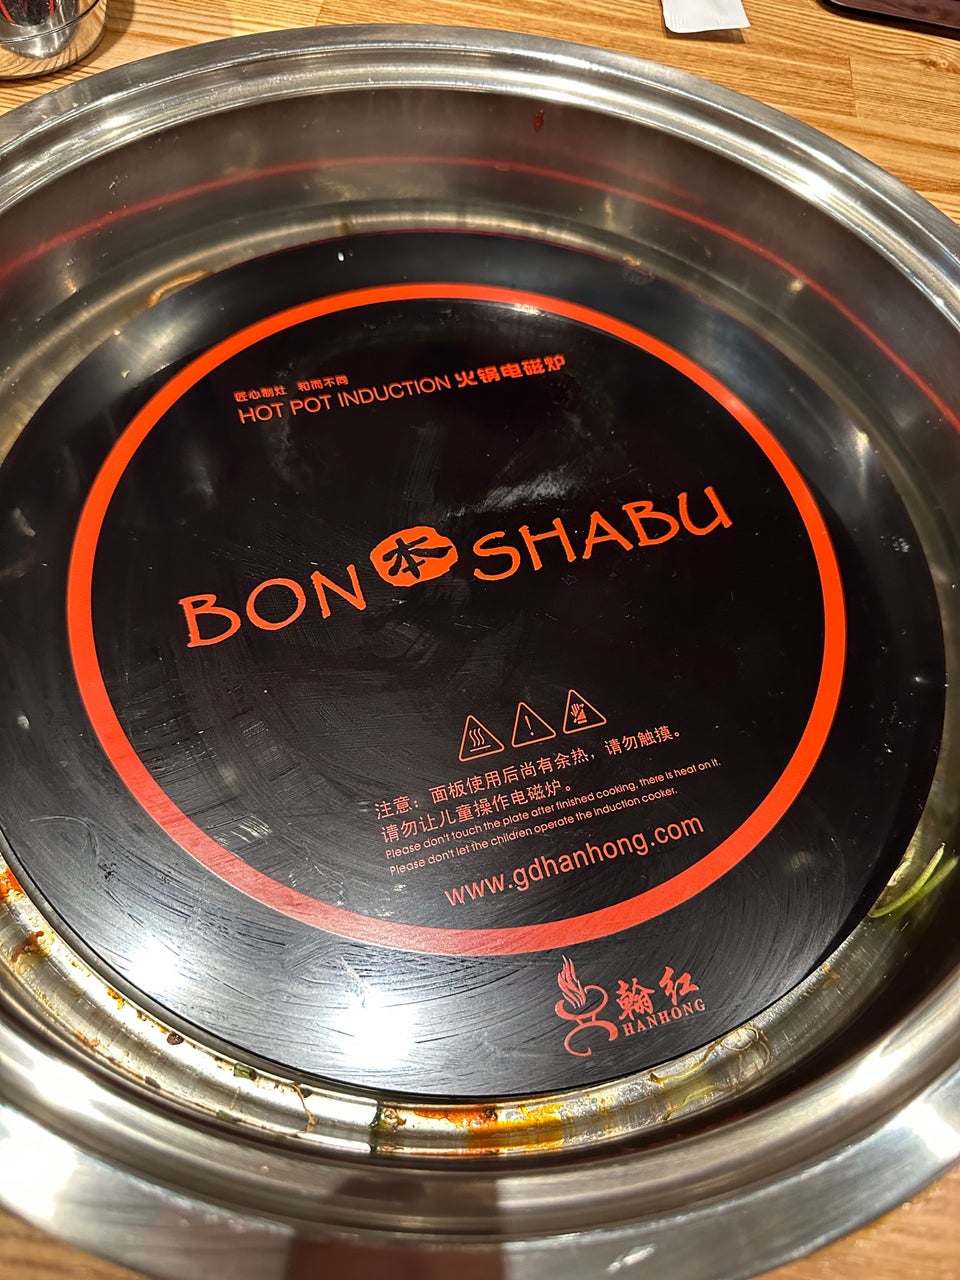 匠心制灶 和而不同
HOT POT INDUCTION 火锅电磁炉
BON 本 SHABU
注意：面板使用后尚有余热，请勿触摸。
请勿让儿童操作电磁炉。
Please don't touch the plate after finished cooking, there is heat on it.
Please don't let the children operate the induction cooker.
www.gdhanhong.com
翰红
HANHONG